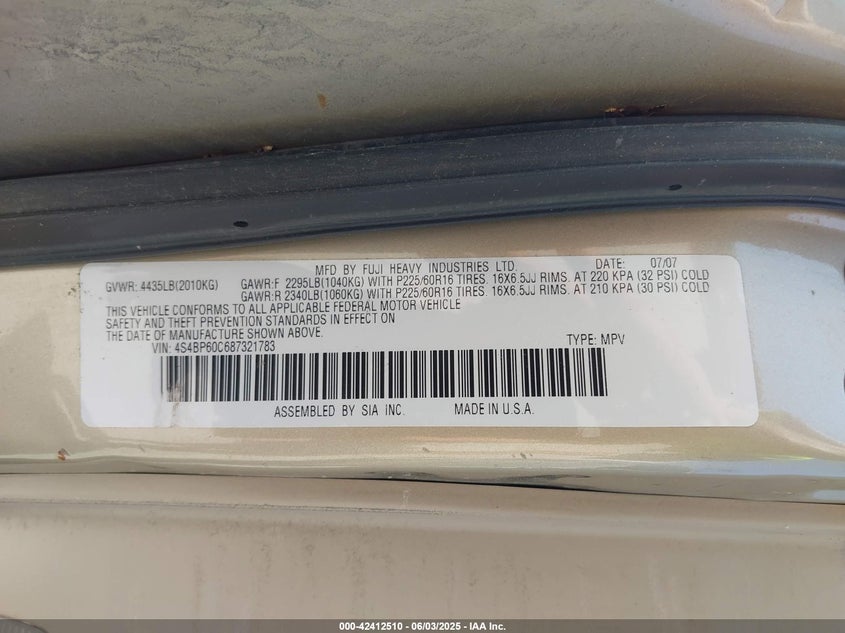 MFD BY FUJI HEAVY INDUSTRIES LTD. DATE: 07/07
GVWR: 4435LB(2010KG) GAWR:F 2295LB(1040KG) WITH P225/60R16 TIRES. 16X6.5JJ RIMS. AT 220 KPA (32 PSI) COLD
GAWR:R 2340LB(1060KG) WITH P225/60R16 TIRES. 16X6.5JJ RIMS. AT 210 KPA (30 PSI) COLD
THIS VEHICLE CONFORMS TO ALL APPLICABLE FEDERAL MOTOR VEHICLE
SAFETY AND THEFT PREVENTION STANDARDS IN EFFECT ON
THE DATE OF MANUFACTURE SHOWN ABOVE.
VIN: 4S4BP60C687321783 TYPE: MPV
ASSEMBLED BY SIA INC. MADE IN U.S.A.
000-42412510 - 06/03/2025 - IAA Inc.